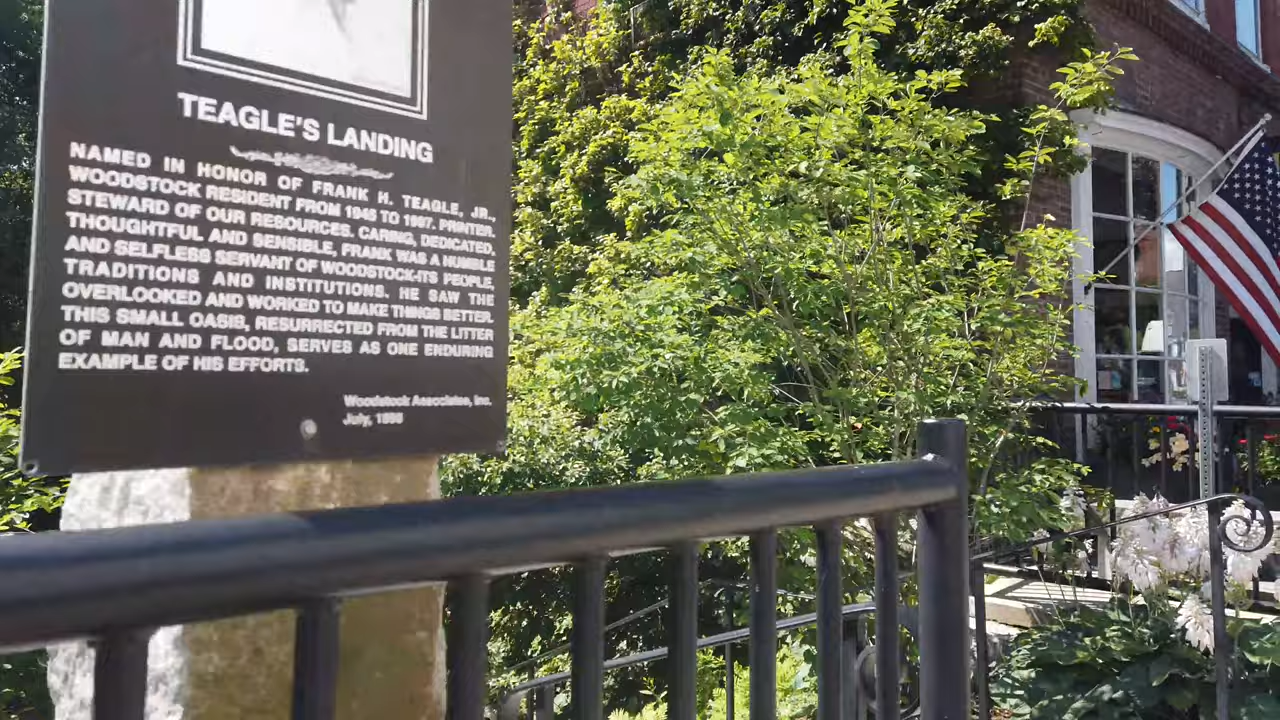 TEAGLE'S LANDING
NAMED IN HONOR OF FRANK H. TEAGLE, JR.,
WOODSTOCK RESIDENT FROM 1945 TO 1997. PRINTER,
STEWARD OF OUR RESOURCES. CARING, DEDICATED,
THOUGHTFUL AND SENSIBLE, FRANK WAS A HUMBLE
AND SELFLESS SERVANT OF WOODSTOCK-ITS PEOPLE,
TRADITIONS AND INSTITUTIONS. HE SAW THE
OVERLOOKED AND WORKED TO MAKE THINGS BETTER.
THIS SMALL OASIS, RESURRECTED FROM THE LITTER
OF MAN AND FLOOD, SERVES AS ONE ENDURING
EXAMPLE OF HIS EFFORTS.
Woodstock Associates, Inc.
July,